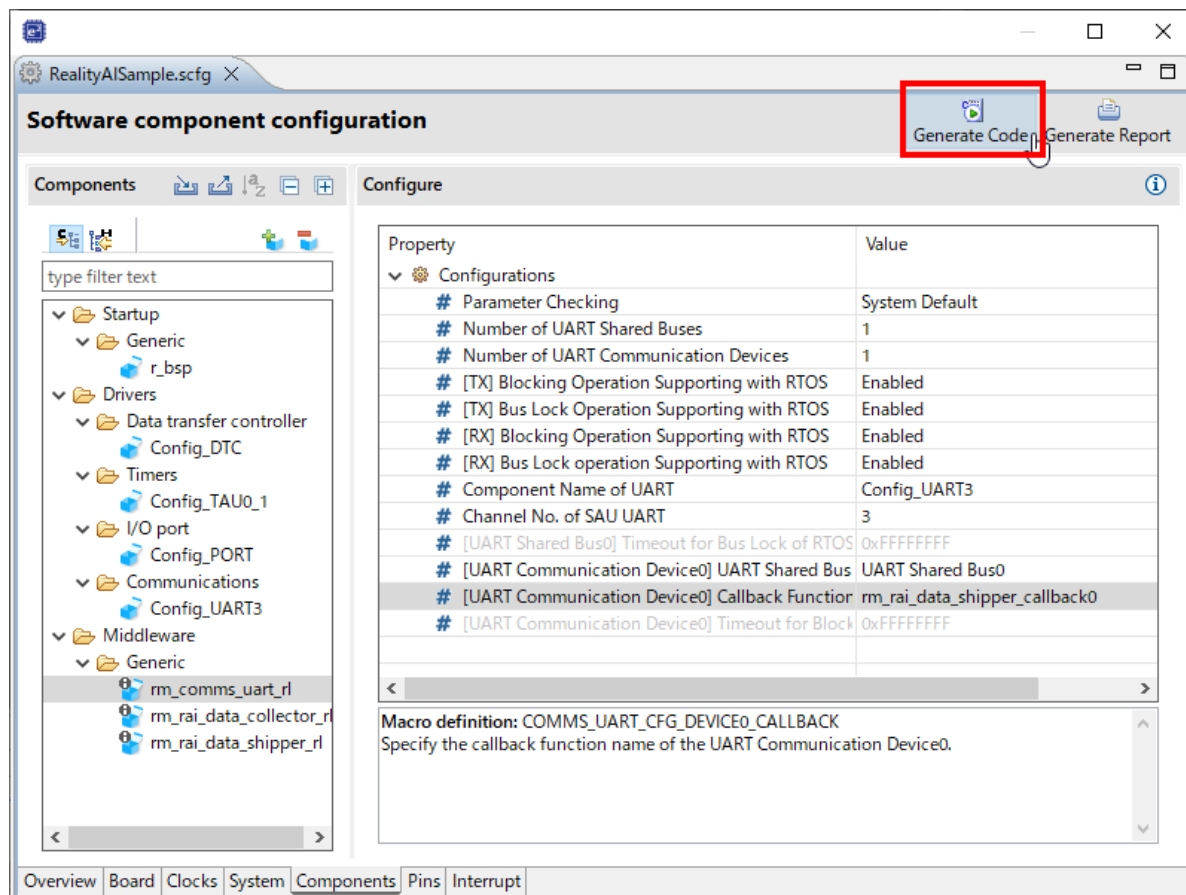 RealityAISample.scfg
Software component configuration
Generate Code
Generate Report
Components
Configure
type filter text
Startup
Generic
r_bsp
Drivers
Data transfer controller
Config_DTC
Timers
Config_TAU0_1
I/O port
Config_PORT
Communications
Config_UART3
Middleware
Generic
rm_comms_uart_rl
rm_rai_data_collector_rl
rm_rai_data_shipper_rl
Property Value
Configurations
# Parameter Checking System Default
# Number of UART Shared Buses 1
# Number of UART Communication Devices 1
# [TX] Blocking Operation Supporting with RTOS Enabled
# [TX] Bus Lock Operation Supporting with RTOS Enabled
# [RX] Blocking Operation Supporting with RTOS Enabled
# [RX] Bus Lock operation Supporting with RTOS Enabled
# Component Name of UART Config_UART3
# Channel No. of SAU UART 3
# [UART Shared Bus0] Timeout for Bus Lock of RTOS 0xFFFFFFFF
# [UART Communication Device0] UART Shared Bus UART Shared Bus0
# [UART Communication Device0] Callback Function rm_rai_data_shipper_callback0
# [UART Communication Device0] Timeout for Block 0xFFFFFFFF
Macro definition: COMMS_UART_CFG_DEVICE0_CALLBACK
Specify the callback function name of the UART Communication Device0.
Overview Board Clocks System Components Pins Interrupt